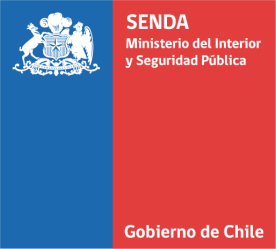 SENDA
Ministerio del Interior
y Seguridad Pública
Gobierno de Chile